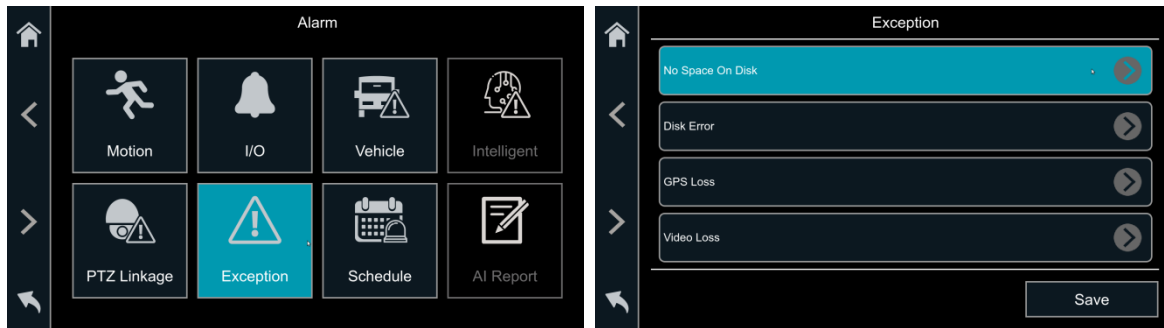 Alarm
Motion
I/O
Vehicle
Intelligent
PTZ Linkage
Exception
Schedule
AI Report
Exception
No Space On Disk
Disk Error
GPS Loss
Video Loss
Save